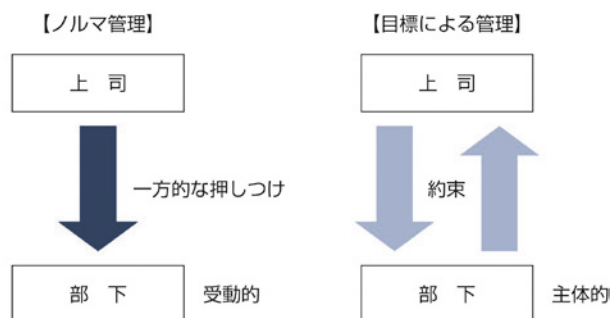 【ノルマ管理】
上 司
一方的な押しつけ
部 下
受動的
【目標による管理】
上 司
約束
部 下
主体的